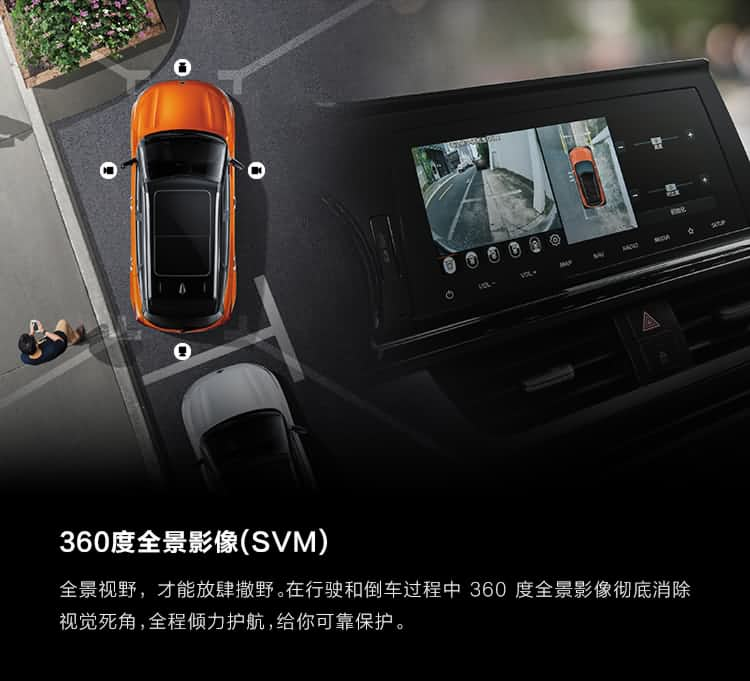 VOL -
VOL +
MAP
NAV
RADIO
MEDIA
SETUP
360度全景影像(SVM)
全景视野，才能放肆撒野。在行驶和倒车过程中 360 度全景影像彻底消除
视觉死角，全程倾力护航，给你可靠保护。